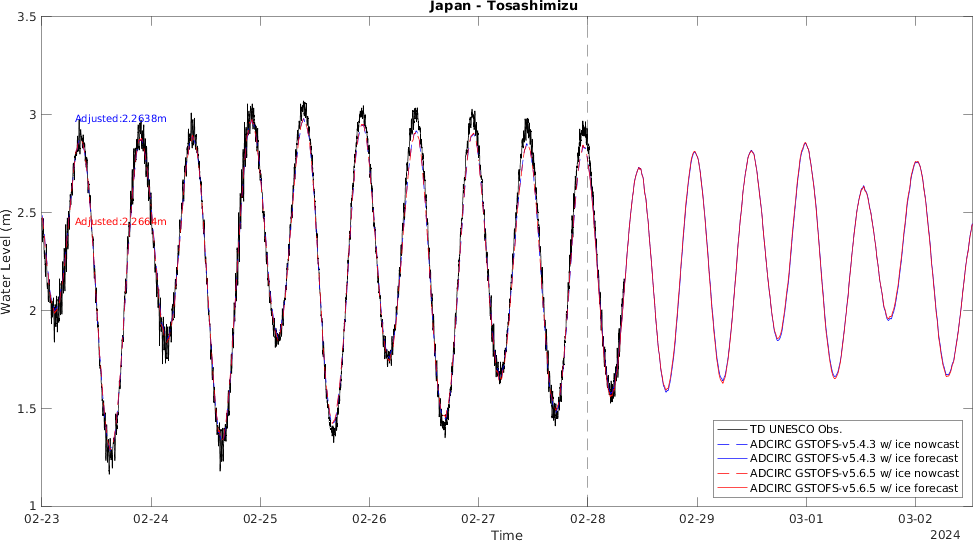 Japan - Tosashimizu
3.5
3
2.5
2
1.5
1
Water Level (m)
Adjusted:2.2638m
Adjusted:2.2664m
TD UNESCO Obs.
ADCIRC GSTOFS-v5.4.3 w/ ice nowcast
ADCIRC GSTOFS-v5.4.3 w/ ice forecast
ADCIRC GSTOFS-v5.6.5 w/ ice nowcast
ADCIRC GSTOFS-v5.6.5 w/ ice forecast
02-23 02-24 02-25 02-26 02-27 02-28 02-29 03-01 03-02
Time
2024